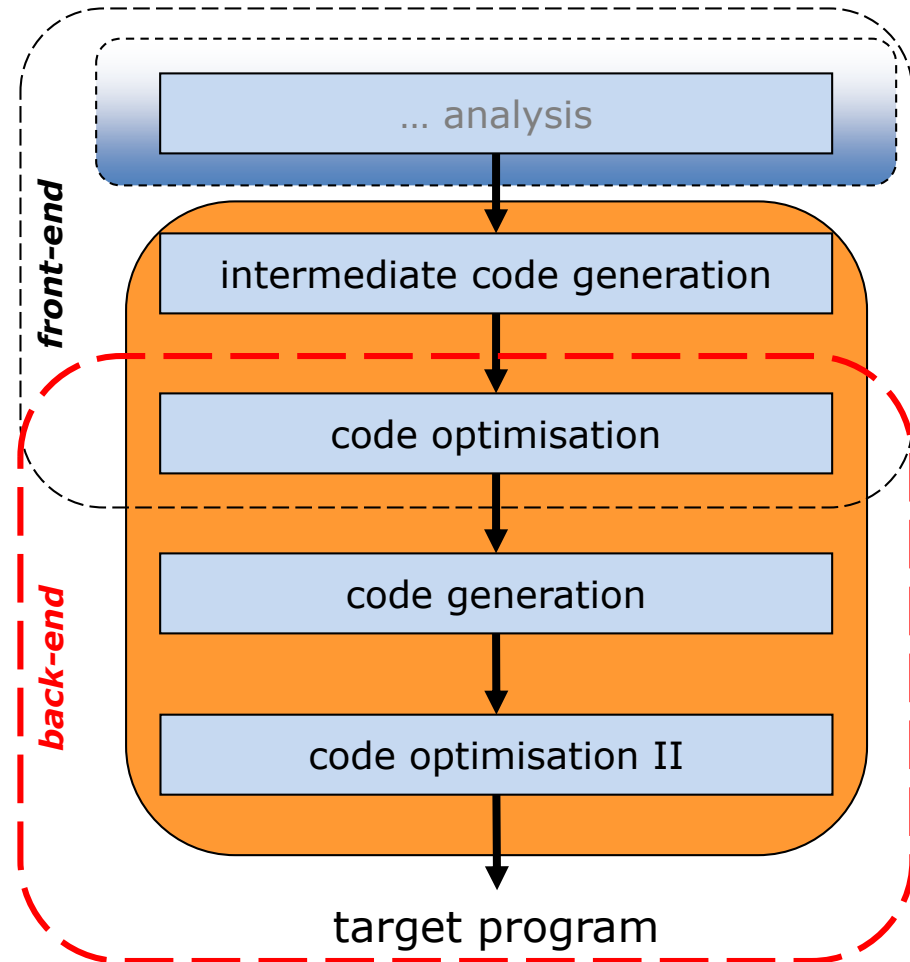 ... analysis
front-end
intermediate code generation
code optimisation
back-end
code generation
code optimisation II
target program